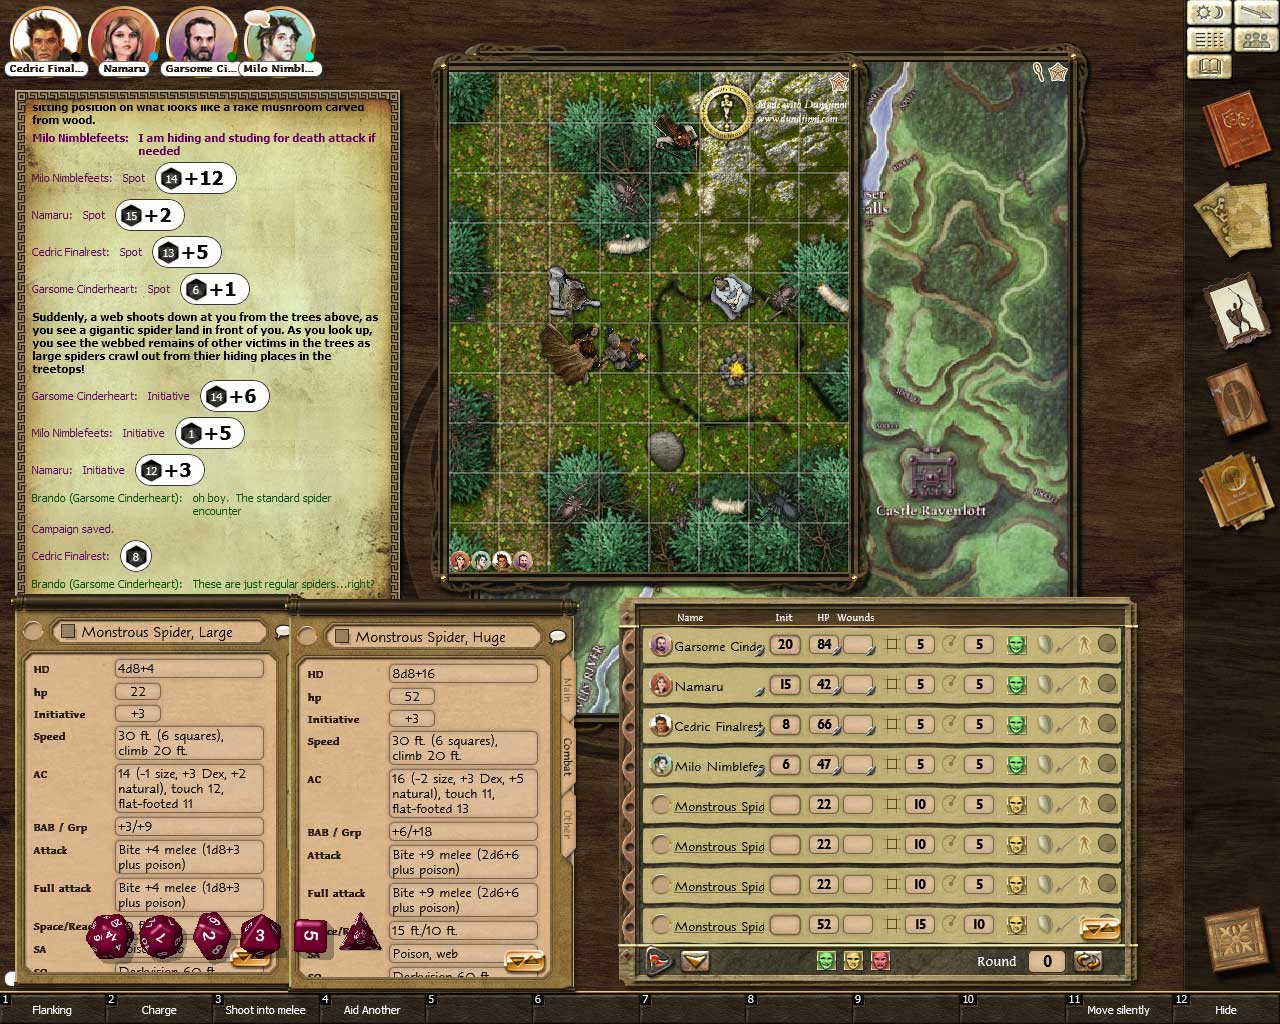 Cedric Final...
Namaru
Garsome Ci...
Milo Nimbl...
sitting position on what looks like a fake mushroom carved
from wood.
Milo Nimblefeets: I am hiding and studing for death attack if
needed
Milo Nimblefeets: Spot 14 +12
Namaru: Spot 15 +2
Cedric Finalrest: Spot 13 +5
Garsome Cinderheart: Spot 6 +1
Suddenly, a web shoots down at you from the trees above, as
you see a gigantic spider land in front of you. As you look up,
you see the webbed remains of other victims in the trees as
large spiders crawl out from thier hiding places in the
treetops!
Garsome Cinderheart: Initiative 14 +6
Milo Nimblefeets: Initiative 1 +5
Namaru: Initiative 12 +3
Brando (Garsome Cinderheart): oh boy. The standard spider
encounter
Campaign saved.
Cedric Finalrest: 8
Brando (Garsome Cinderheart): These are just regular spiders...right?
Made with Dundjinni
www.dundjinni.com
Castle Ravenloft
RIVER
Monstrous Spider, Large
HD 4d8+4
hp 22
Initiative +3
Speed 30 ft. (6 squares),
climb 20 ft.
AC 14 (-1 size, +3 Dex, +2
natural), touch 12,
flat-footed 11
BAB / Grp +3/+9
Attack Bite +4 melee (1d8+3
plus poison)
Full attack Bite +4 melee (1d8+3
plus poison)
Space/Reac
SA
Darkvision 60 ft
Monstrous Spider, Huge
HD 8d8+16
hp 52
Initiative +3
Speed 30 ft. (6 squares),
climb 20 ft.
AC 16 (-2 size, +3 Dex, +5
natural), touch 11,
flat-footed 13
BAB / Grp +6/+18
Attack Bite +9 melee (2d6+6
plus poison)
Full attack Bite +9 melee (2d6+6
plus poison)
15 ft./10 ft.
Poison, web
Darkvision 60 ft
Main
Combat
Other
14 7 2 3 5
Name Init HP Wounds
Garsome Cinde 20 84 5 5
Namaru 15 42 5 5
Cedric Finalrest 8 66 5 5
Milo Nimblefee 6 47 5 5
Monstrous Spid 22 10 5
Monstrous Spid 22 10 5
Monstrous Spid 22 10 5
Monstrous Spid 52 15 10
Round 0
1 Flanking
2 Charge
3 Shoot into melee
4 Aid Another
5
6
7
8
9
10
11 Move silently
12 Hide